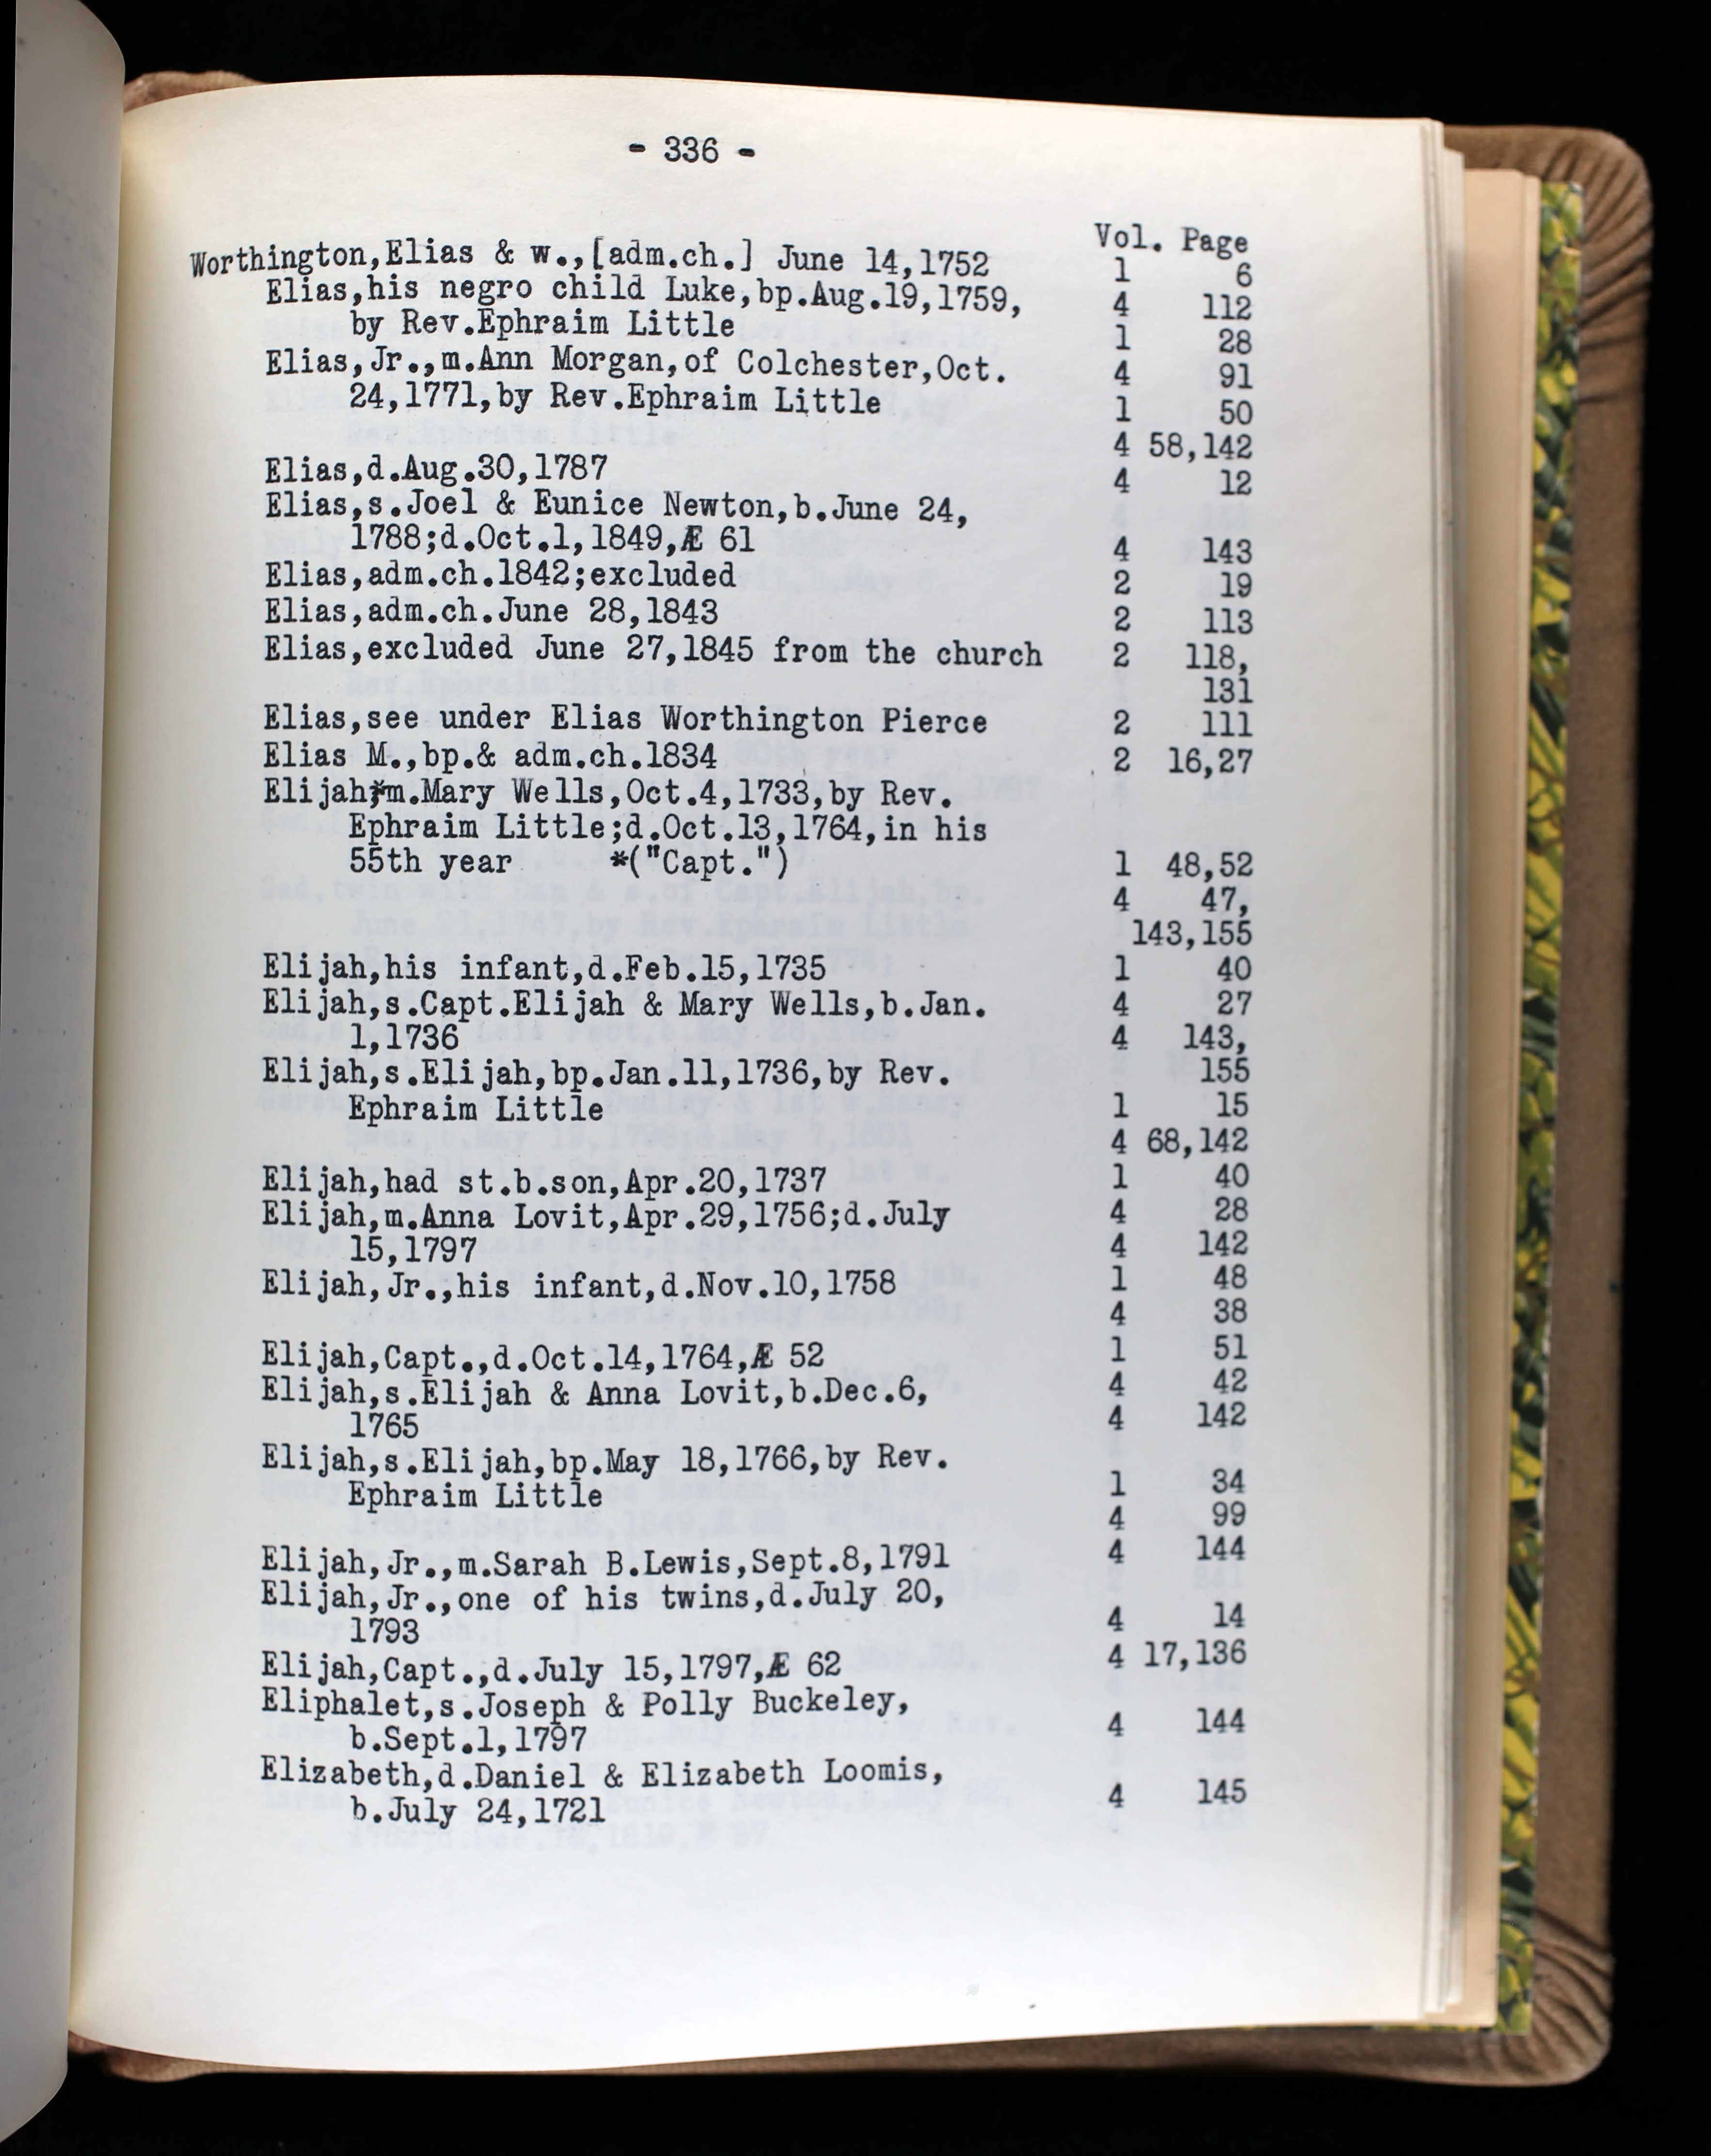 - 336 -
Vol. Page
Worthington,Elias & w.,[adm.ch.] June 14,1752 1 6
Elias,his negro child Luke,bp.Aug.19,1759, 4 112
by Rev.Ephraim Little 1 28
Elias,Jr.,m.Ann Morgan,of Colchester,Oct. 4 91
24,1771,by Rev.Ephraim Little 1 50
4 58,142
Elias,d.Aug.30,1787 4 12
Elias,s.Joel & Eunice Newton,b.June 24,
1788;d.Oct.1,1849,Æ 61 4 143
Elias,adm.ch.1842;excluded 2 19
Elias,adm.ch.June 28,1843 2 113
Elias,excluded June 27,1845 from the church 2 118,
131
Elias,see under Elias Worthington Pierce 2 111
Elias M.,bp.& adm.ch.1834 2 16,27
Elijah,*m.Mary Wells,Oct.4,1733,by Rev.
Ephraim Little;d.Oct.13,1764,in his
55th year *("Capt.") 1 48,52
4 47,
143,155
Elijah,his infant,d.Feb.15,1735 1 40
Elijah,s.Capt.Elijah & Mary Wells,b.Jan. 4 27
1,1736 4 143,
Elijah,s.Elijah,bp.Jan.11,1736,by Rev. 155
Ephraim Little 1 15
4 68,142
Elijah,had st.b.son,Apr.20,1737 1 40
Elijah,m.Anna Lovit,Apr.29,1756;d.July 4 28
15,1797 4 142
Elijah,Jr.,his infant,d.Nov.10,1758 1 48
4 38
Elijah,Capt.,d.Oct.14,1764,Æ 52 1 51
Elijah,s.Elijah & Anna Lovit,b.Dec.6, 4 42
1765 4 142
Elijah,s.Elijah,bp.May 18,1766,by Rev.
Ephraim Little 1 34
4 99
Elijah,Jr.,m.Sarah B.Lewis,Sept.8,1791 4 144
Elijah,Jr.,one of his twins,d.July 20,
1793 4 14
Elijah,Capt.,d.July 15,1797,Æ 62 4 17,136
Eliphalet,s.Joseph & Polly Buckeley,
b.Sept.1,1797 4 144
Elizabeth,d.Daniel & Elizabeth Loomis,
b.July 24,1721 4 145